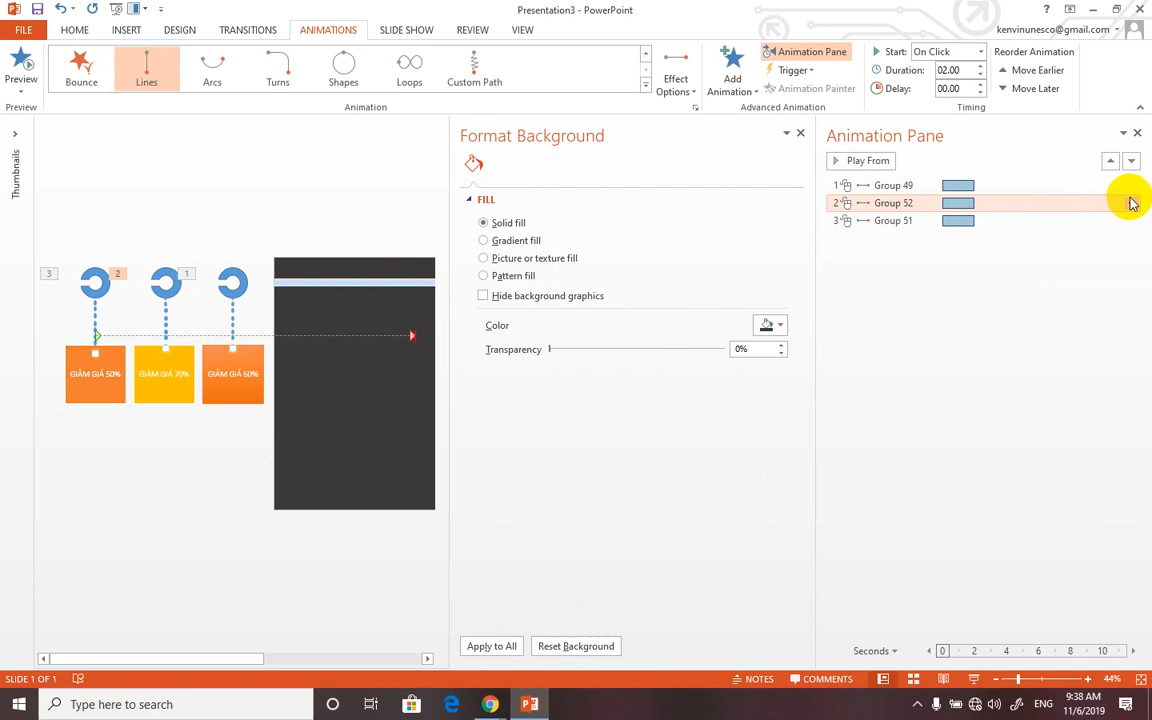 Presentation3 - PowerPoint
FILE
HOME
INSERT
DESIGN
TRANSITIONS
ANIMATIONS
SLIDE SHOW
REVIEW
VIEW
kenvinunesco@gmail.com
Preview
Bounce
Lines
Arcs
Turns
Shapes
Loops
Custom Path
Effect
Options
Add
Animation
Animation Pane
Trigger
Animation Painter
Start:
On Click
Duration:
02.00
Delay:
00.00
Reorder Animation
Move Earlier
Move Later
Preview
Animation
Advanced Animation
Timing
Thumbnails
Format Background
FILL
Solid fill
Gradient fill
Picture or texture fill
Pattern fill
Hide background graphics
Color
Transparency
0%
Apply to All
Reset Background
Animation Pane
Play From
1 Group 49
2 Group 52
3 Group 51
3
2
1
GIẢM GIÁ 50%
GIẢM GIÁ 70%
GIẢM GIÁ 60%
Seconds
0 2 4 6 8 10
SLIDE 1 OF 1
NOTES
COMMENTS
44%
Type here to search
ENG
9:38 AM
11/6/2019